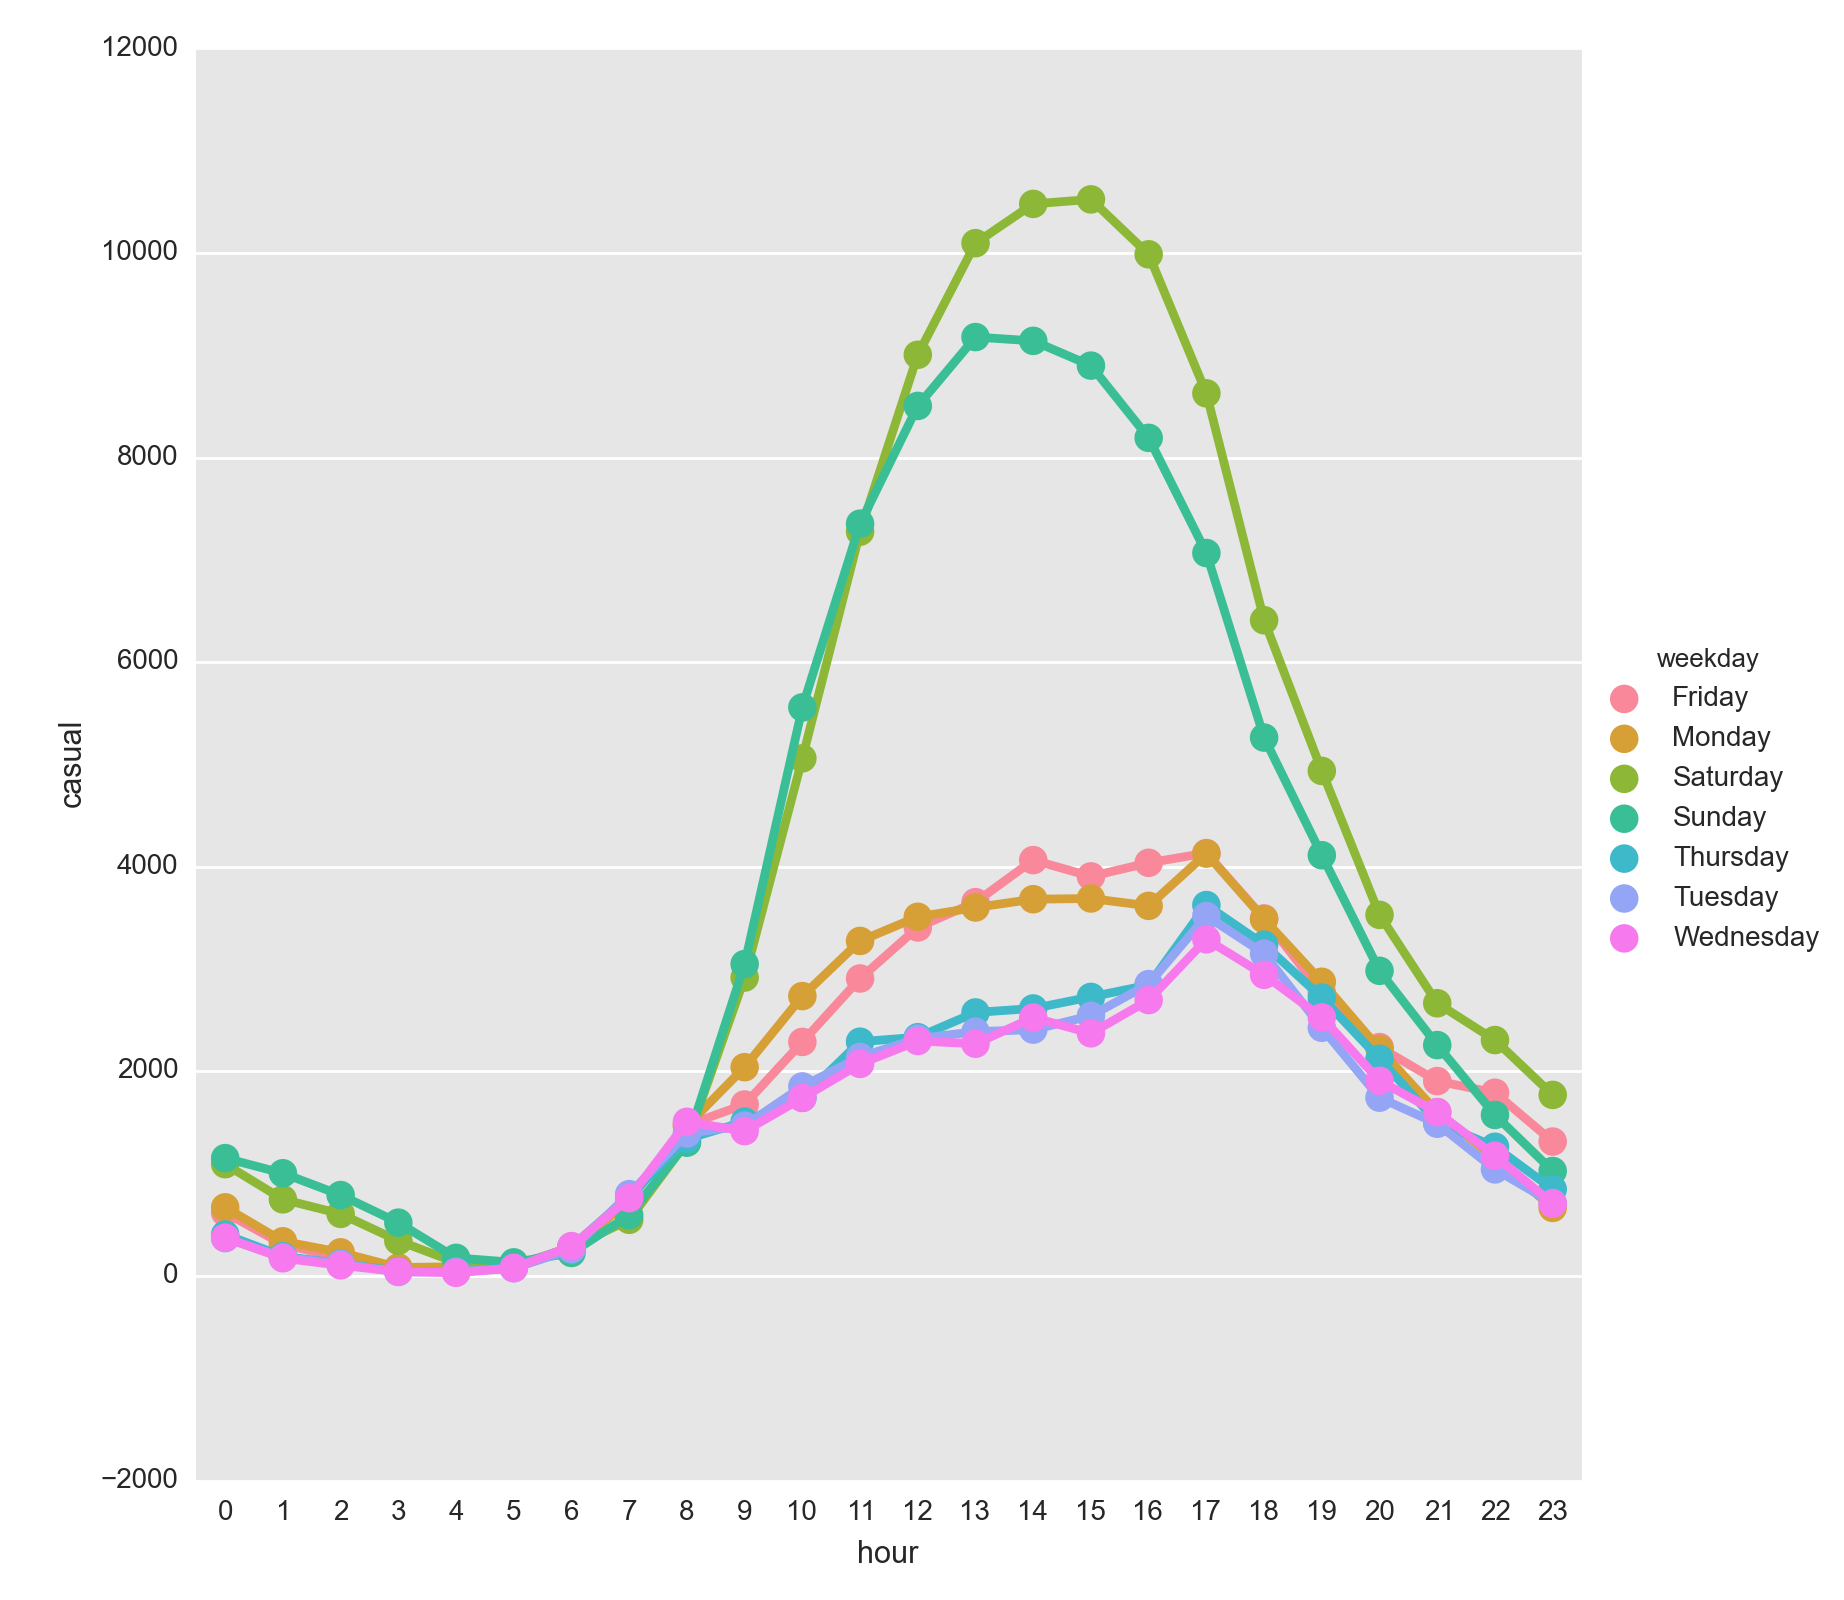 12000
10000
8000
6000
4000
2000
0
−2000
casual
0 1 2 3 4 5 6 7 8 9 10 11 12 13 14 15 16 17 18 19 20 21 22 23
hour
weekday
Friday
Monday
Saturday
Sunday
Thursday
Tuesday
Wednesday